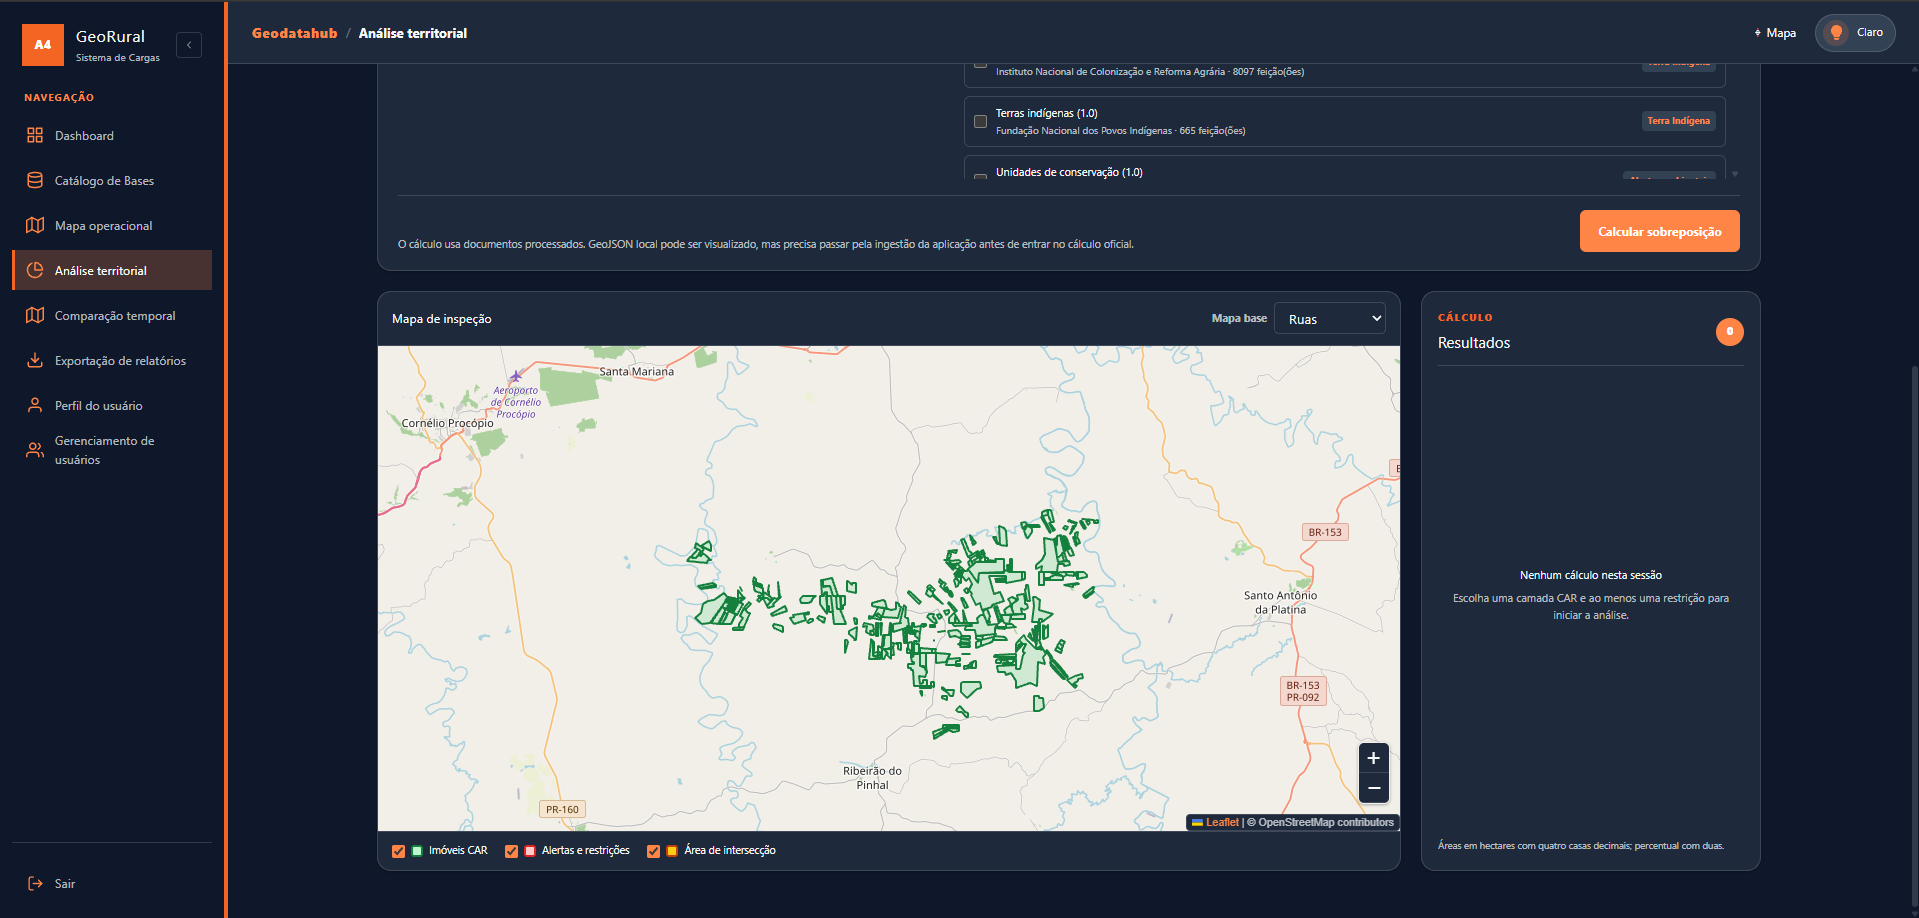 A4
GeoRural
Sistema de Cargas
NAVEGAÇÃO
Dashboard
Catálogo de Bases
Mapa operacional
Análise territorial
Comparação temporal
Exportação de relatórios
Perfil do usuário
Gerenciamento de
usuários
Sair
Geodatahub / Análise territorial
Mapa
Claro
Instituto Nacional de Colonização e Reforma Agrária · 8097 feição(ões)
Terras indígenas (1.0)
Fundação Nacional dos Povos Indígenas · 665 feição(ões)
Terra Indígena
Unidades de conservação (1.0)
O cálculo usa documentos processados. GeoJSON local pode ser visualizado, mas precisa passar pela ingestão da aplicação antes de entrar no cálculo oficial.
Calcular sobreposição
Mapa de inspeção
Mapa base
Ruas
Santa Mariana
Aeroporto
de Cornélio
Procópio
Cornélio Procópio
BR-153
Santo Antônio
da Platina
BR-153
PR-092
Ribeirão do
Pinhal
PR-160
+
−
Leaflet | © OpenStreetMap contributors
Imóveis CAR
Alertas e restrições
Área de intersecção
CÁLCULO
Resultados
0
Nenhum cálculo nesta sessão
Escolha uma camada CAR e ao menos uma restrição para
iniciar a análise.
Áreas em hectares com quatro casas decimais; percentual com duas.